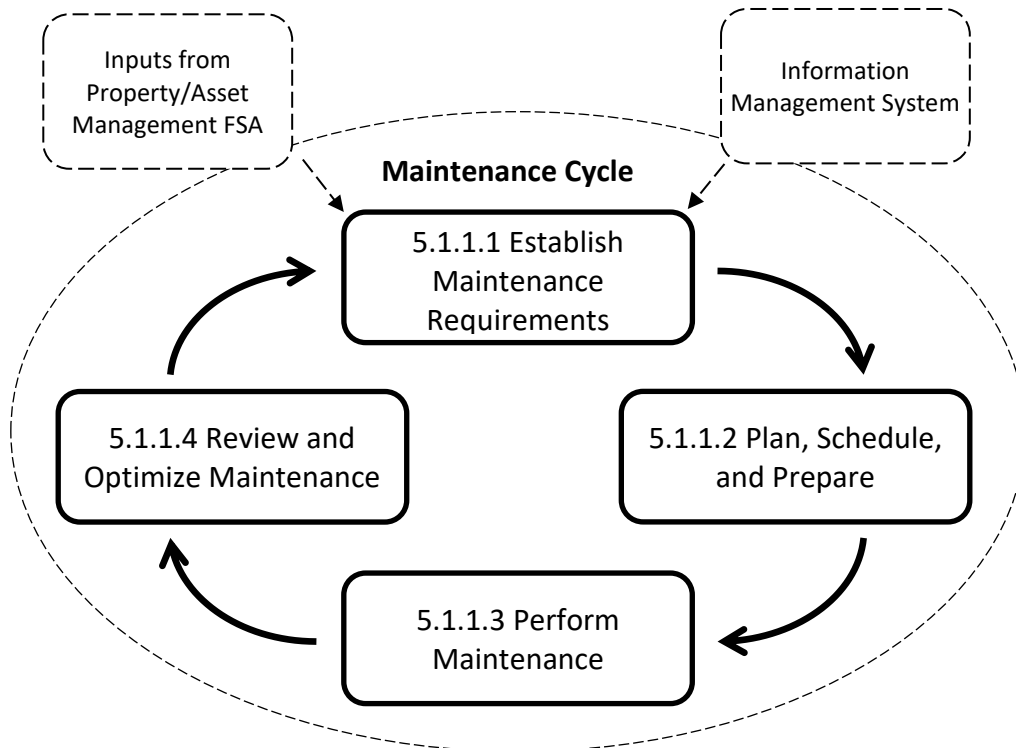 Inputs from
Property/Asset
Management FSA
Information
Management System
Maintenance Cycle
5.1.1.1 Establish
Maintenance
Requirements
5.1.1.4 Review and
Optimize Maintenance
5.1.1.2 Plan, Schedule,
and Prepare
5.1.1.3 Perform
Maintenance